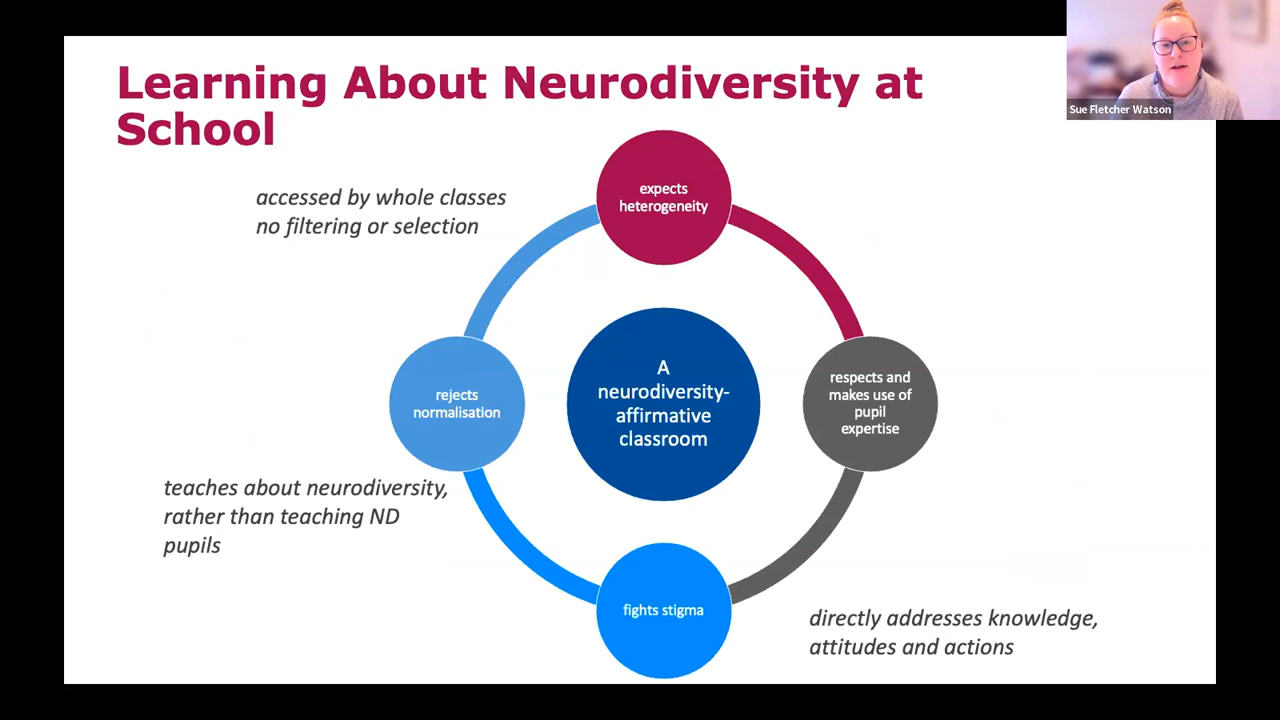 Learning About Neurodiversity at
School
Sue Fletcher Watson
accessed by whole classes
no filtering or selection
expects
heterogeneity
rejects
normalisation
A
neurodiversity-
affirmative
classroom
respects and
makes use of
pupil
expertise
teaches about neurodiversity,
rather than teaching ND
pupils
fights stigma
directly addresses knowledge,
attitudes and actions